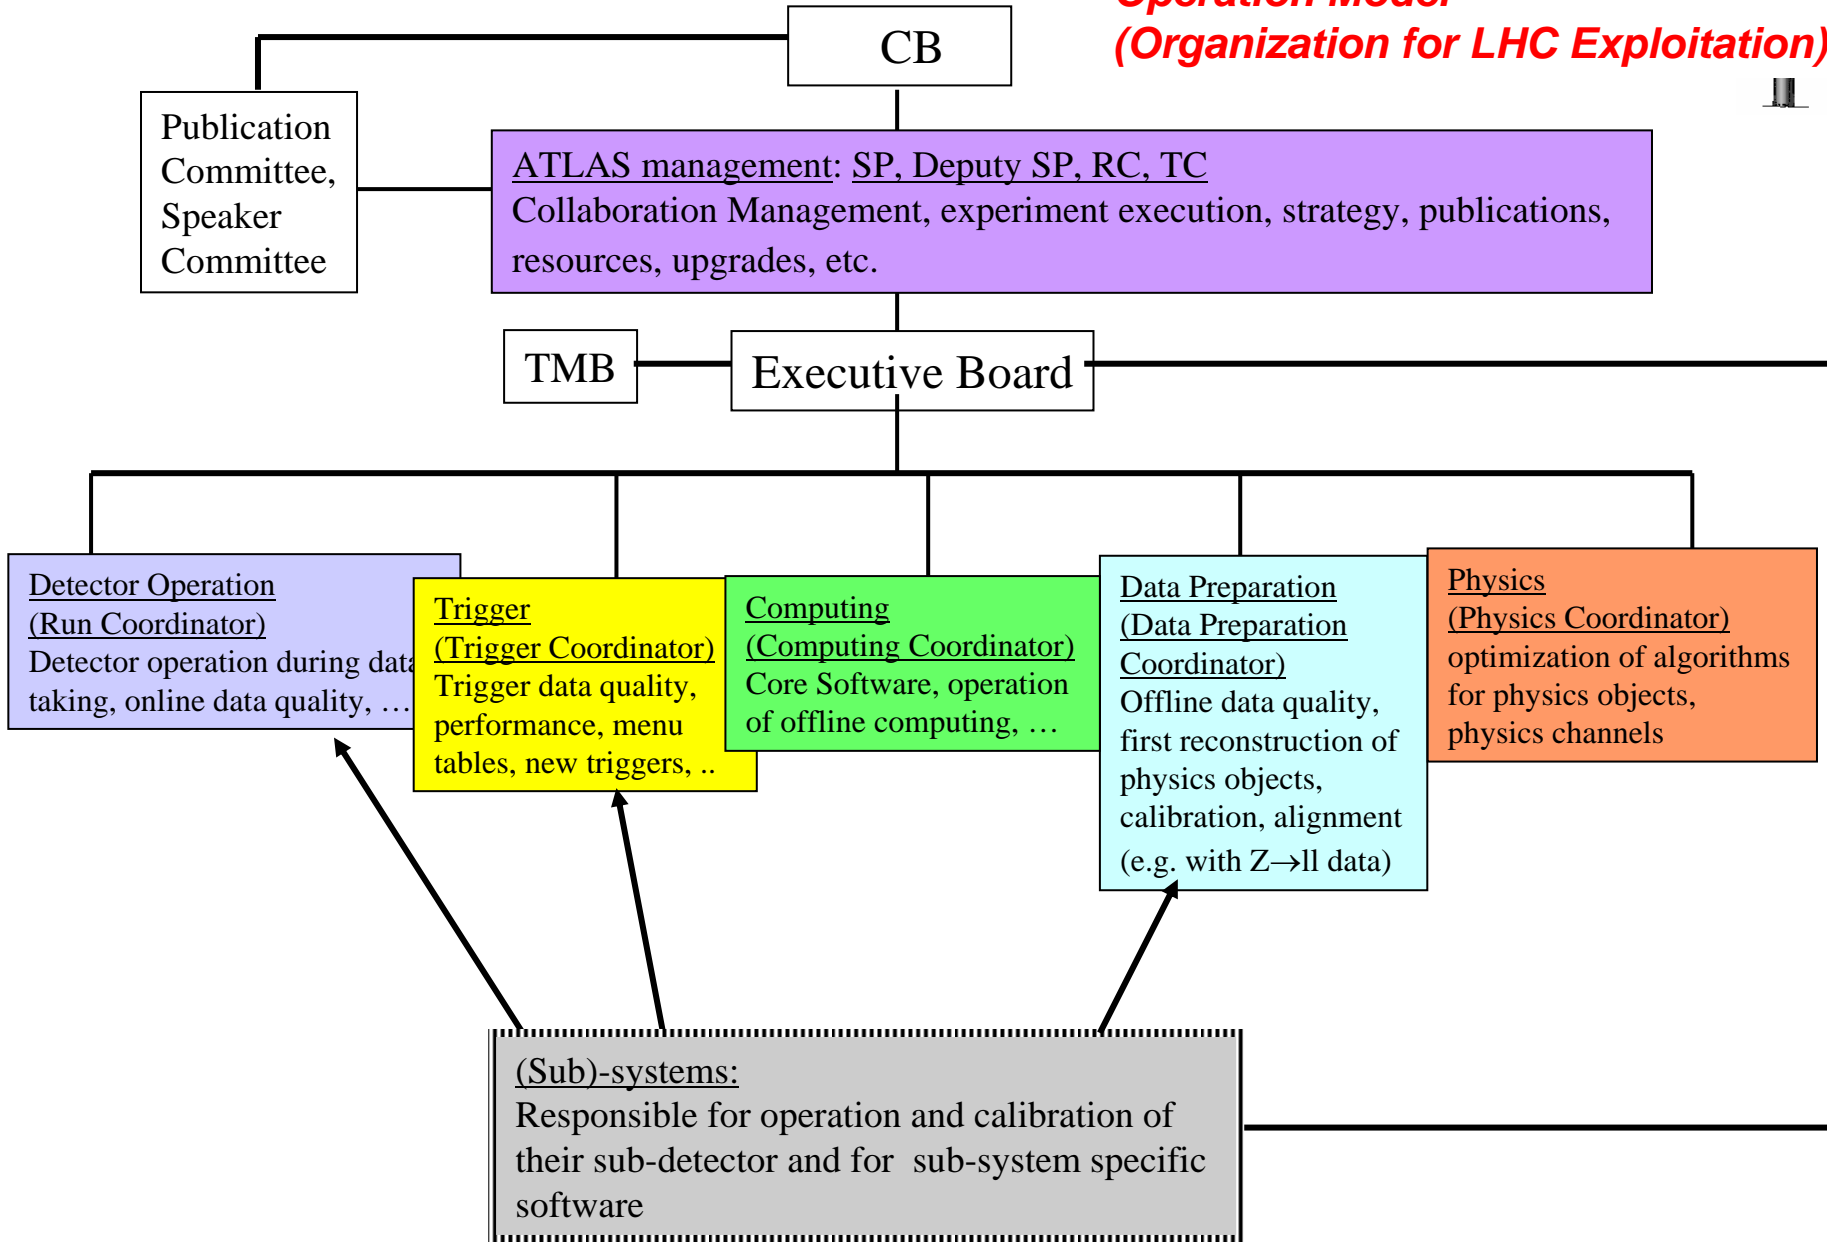 Operation Model
(Organization for LHC Exploitation)
CB
Publication
Committee,
Speaker
Committee
ATLAS management: SP, Deputy SP, RC, TC
Collaboration Management, experiment execution, strategy, publications,
resources, upgrades, etc.
TMB
Executive Board
Detector Operation
(Run Coordinator)
Detector operation during data
taking, online data quality, …
Trigger
(Trigger Coordinator)
Trigger data quality,
performance, menu
tables, new triggers, ..
Computing
(Computing Coordinator)
Core Software, operation
of offline computing, …
Data Preparation
(Data Preparation
Coordinator)
Offline data quality,
first reconstruction of
physics objects,
calibration, alignment
(e.g. with Z→ll data)
Physics
(Physics Coordinator)
optimization of algorithms
for physics objects,
physics channels
(Sub)-systems:
Responsible for operation and calibration of
their sub-detector and for  sub-system specific
software